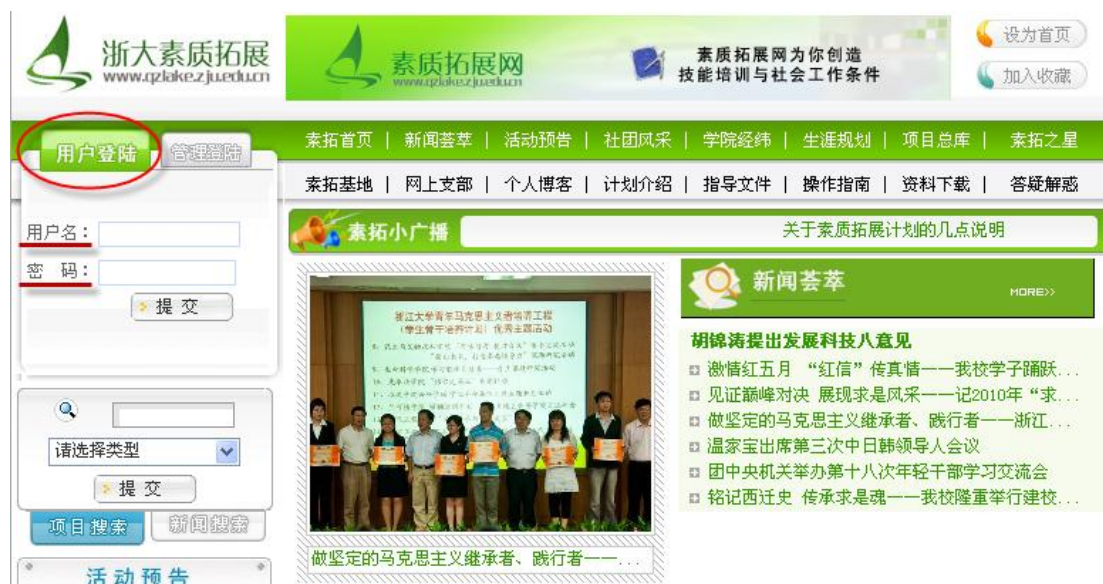 浙大素质拓展
www.qzlake.zju.edu.cn
素质拓展网
www.qzlake.zju.edu.cn
素质拓展网为你创造
技能培训与社会工作条件
设为首页
加入收藏
用户登陆
管理登陆
素拓首页 | 新闻荟萃 | 活动预告 | 社团风采 | 学院经纬 | 生涯规划 | 项目总库 | 素拓之星
素拓基地 | 网上支部 | 个人博客 | 计划介绍 | 指导文件 | 操作指南 | 资料下载 | 答疑解惑
用户名：
密 码：
提 交
素拓小广播
关于素质拓展计划的几点说明
请选择类型
提 交
项目搜索
新闻搜索
活动预告
浙江大学青年马克思主义者培养工程
（学生骨干培养计划）优秀主题活动
做坚定的马克思主义继承者、践行者——...
新闻荟萃
MORE>>
胡锦涛提出发展科技八意见
激情红五月 “红信”传真情——我校学子踊跃...
见证巅峰对决 展现求是风采——记2010年“求...
做坚定的马克思主义继承者、践行者——浙江...
温家宝出席第三次中日韩领导人会议
团中央机关举办第十八次年轻干部学习交流会
铭记西迁史 传承求是魂——我校隆重举行建校...